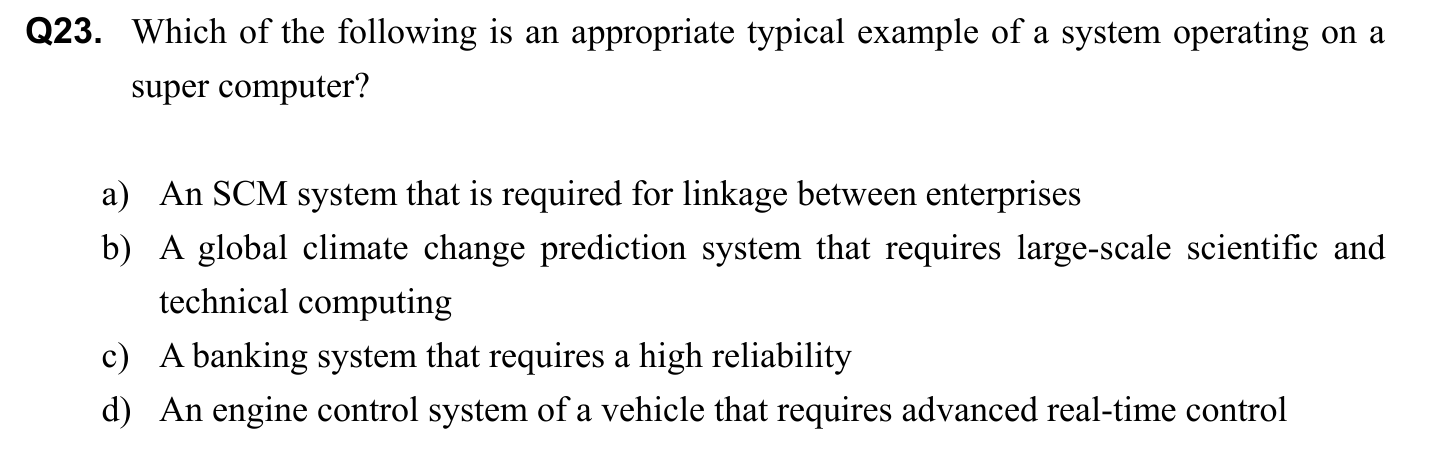 Q23. Which of the following is an appropriate typical example of a system operating on a
super computer?
a) An SCM system that is required for linkage between enterprises
b) A global climate change prediction system that requires large-scale scientific and
technical computing
c) A banking system that requires a high reliability
d) An engine control system of a vehicle that requires advanced real-time control